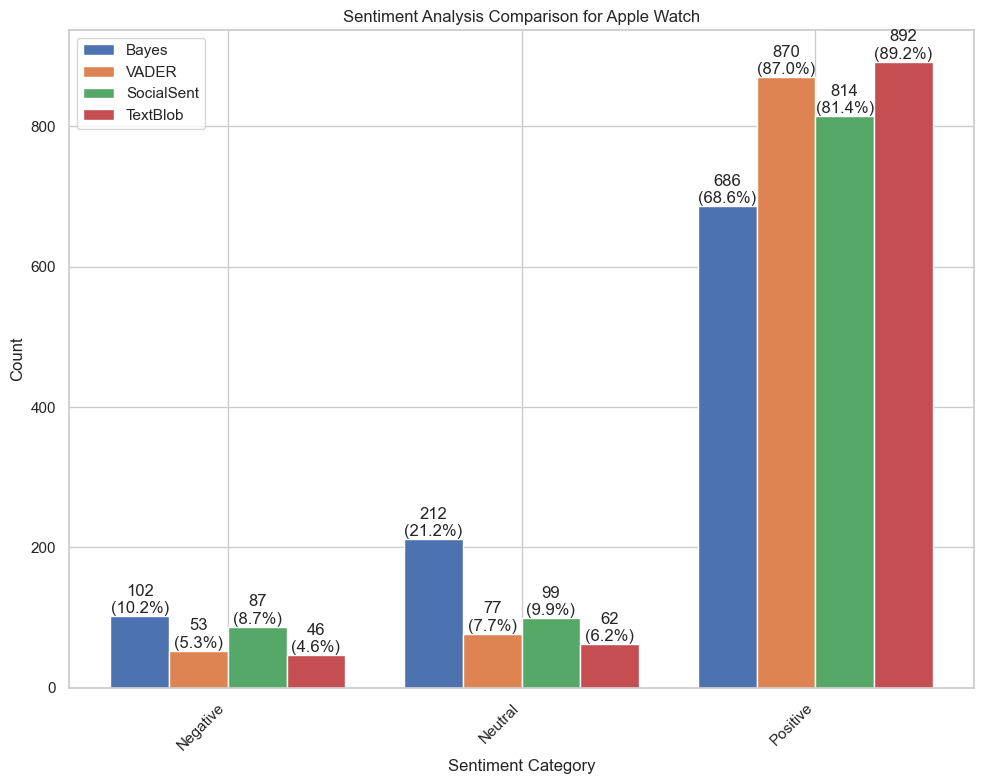 Sentiment Analysis Comparison for Apple Watch
Bayes
VADER
SocialSent
TextBlob
Count
800
600
400
200
0
102
(10.2%)
53
(5.3%)
87
(8.7%)
46
(4.6%)
212
(21.2%)
77
(7.7%)
99
(9.9%)
62
(6.2%)
686
(68.6%)
870
(87.0%)
814
(81.4%)
892
(89.2%)
Negative
Neutral
Positive
Sentiment Category